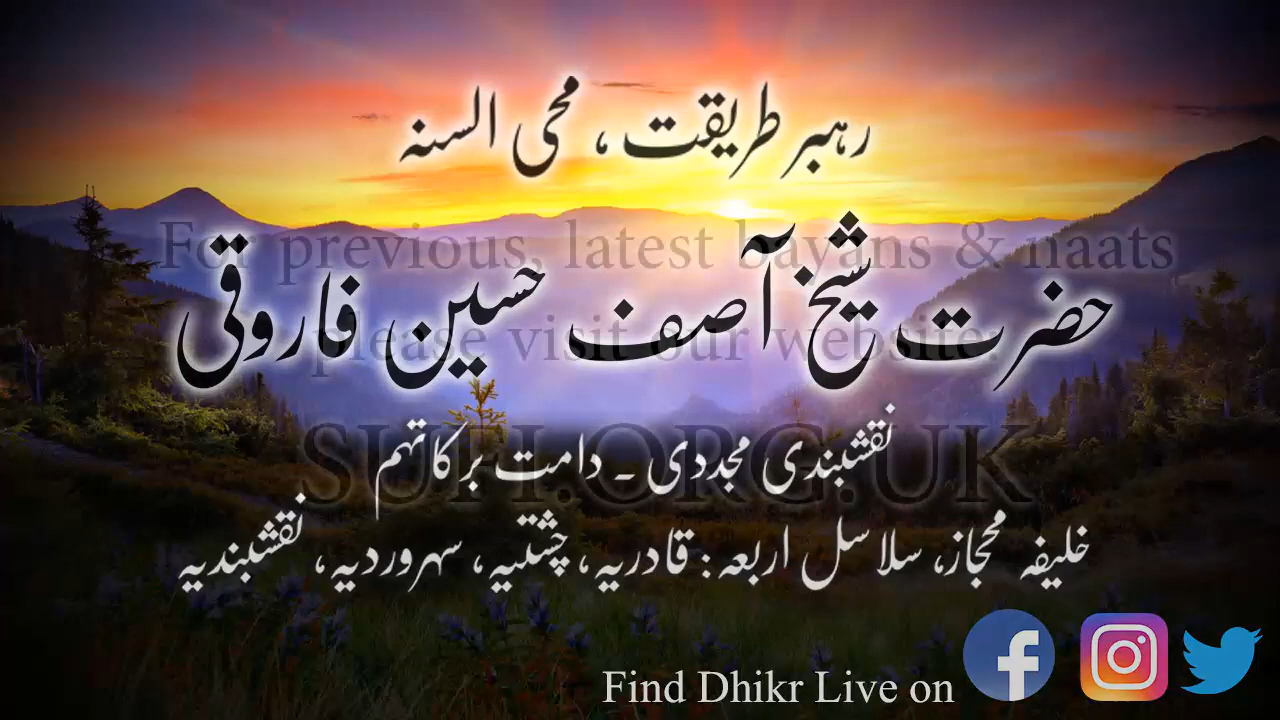 رہبر طریقت، محی السنہ
For previous, latest bayans & naats
حضرت شیخ آصف حسین فاروقی
please visit our website:
SUFI.ORG.UK
نقشبندی مجددی ۔ دامت برکاتہم
خلیفہ مجاز، سلاسل اربعہ: قادریہ، چشتیہ، سہروردیہ، نقشبندیہ
Find Dhikr Live on